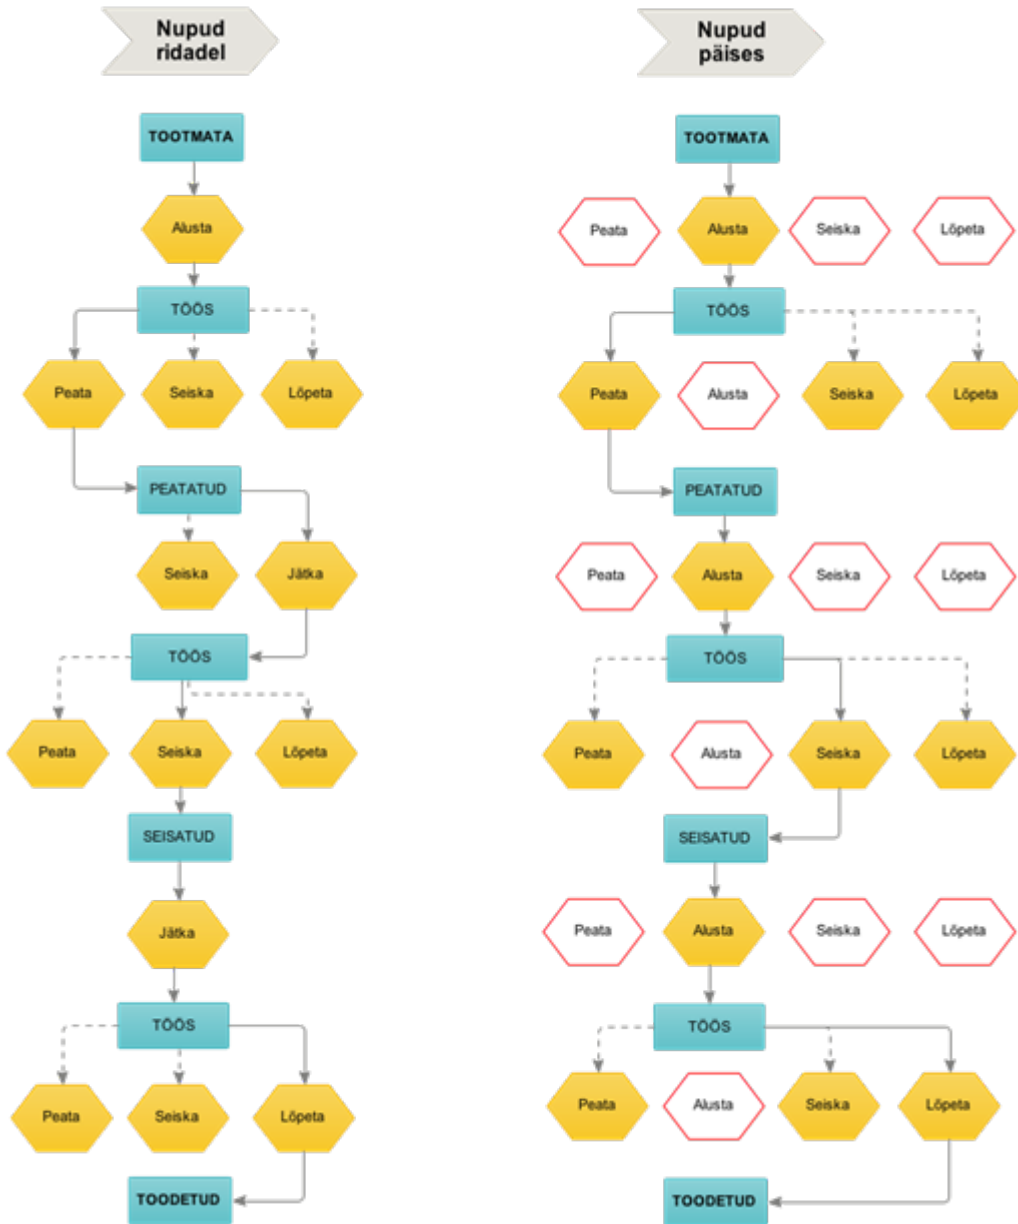 Nupud
ridadel
TOOTMATA
Alusta
TÖÖS
Peata Seiska Lõpeta
PEATATUD
Seiska Jätka
TÖÖS
Peata Seiska Lõpeta
SEISATUD
Jätka
TÖÖS
Peata Seiska Lõpeta
TOODETUD
Nupud
päises
TOOTMATA
Peata Alusta Seiska Lõpeta
TÖÖS
Peata Alusta Seiska Lõpeta
PEATATUD
Peata Alusta Seiska Lõpeta
TÖÖS
Peata Alusta Seiska Lõpeta
SEISATUD
Peata Alusta Seiska Lõpeta
TÖÖS
Peata Alusta Seiska Lõpeta
TOODETUD